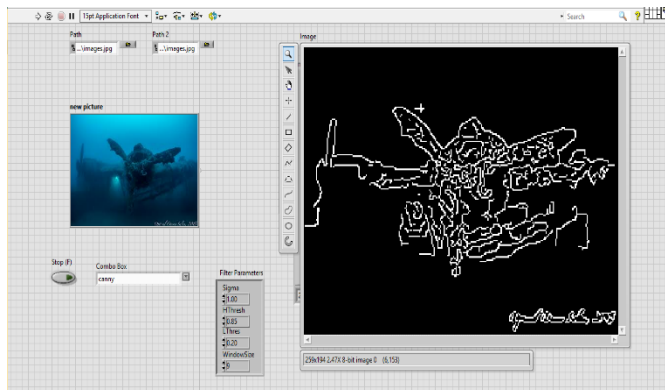 15pt Application Font
Search
Path
Path 2
...\images.jpg
...\images.jpg
Image
new picture
Stop (F)
Combo Box
canny
Filter Parameters
Sigma
1.00
HThresh
0.85
LThres
0.20
WindowSize
9
259x194 2.47X 8-bit image 0 (6,153)